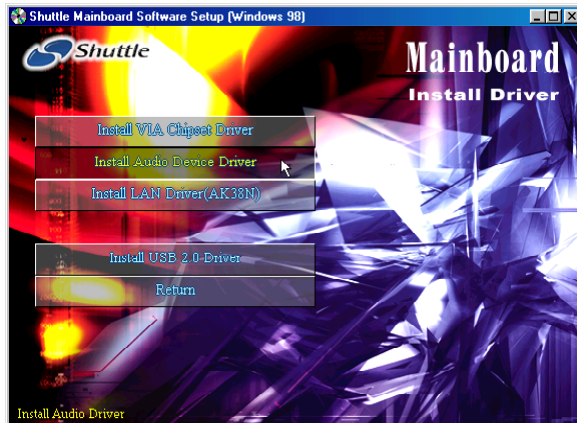 Shuttle Mainboard Software Setup (Windows 98)
Shuttle
Mainboard
Install Driver
Install VIA Chipset Driver
Install Audio Device Driver
Install LAN Driver(AK38N)
Install USB 2.0 Driver
Return
Install Audio Driver